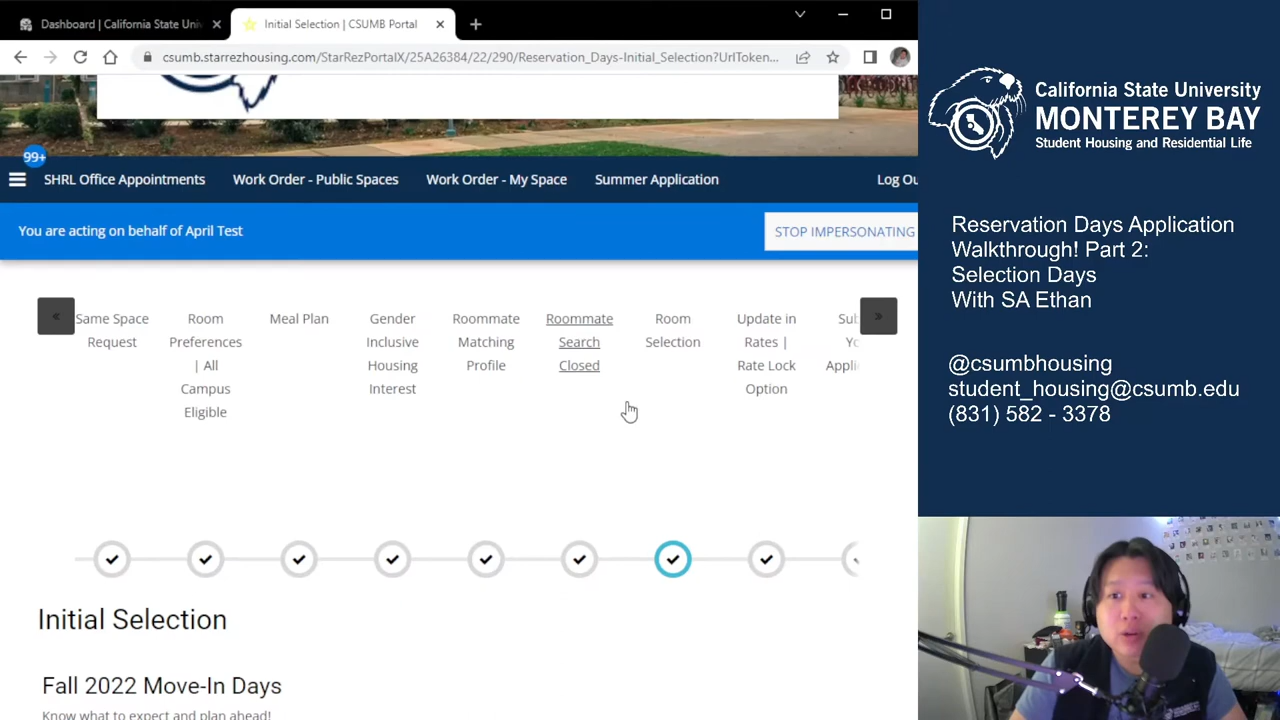 Dashboard | California State Univ
Initial Selection | CSUMB Portal
csumb.starrezhousing.com/StarRezPortalX/25A26384/22/290/Reservation_Days-Initial_Selection?UrlToken...
99+
SHRL Office Appointments
Work Order - Public Spaces
Work Order - My Space
Summer Application
Log Ou
You are acting on behalf of April Test
STOP IMPERSONATING
«
Same Space
Request
Room
Preferences
| All
Campus
Eligible
Meal Plan
Gender
Inclusive
Housing
Interest
Roommate
Matching
Profile
Roommate
Search
Closed
Room
Selection
Update in
Rates |
Rate Lock
Option
Sub
Yo
Appli
»
Initial Selection
Fall 2022 Move-In Days
Know what to expect and plan ahead!
California State University
MONTEREY BAY
Student Housing and Residential Life
Reservation Days Application
Walkthrough! Part 2:
Selection Days
With SA Ethan
@csumbhousing
student_housing@csumb.edu
(831) 582 - 3378